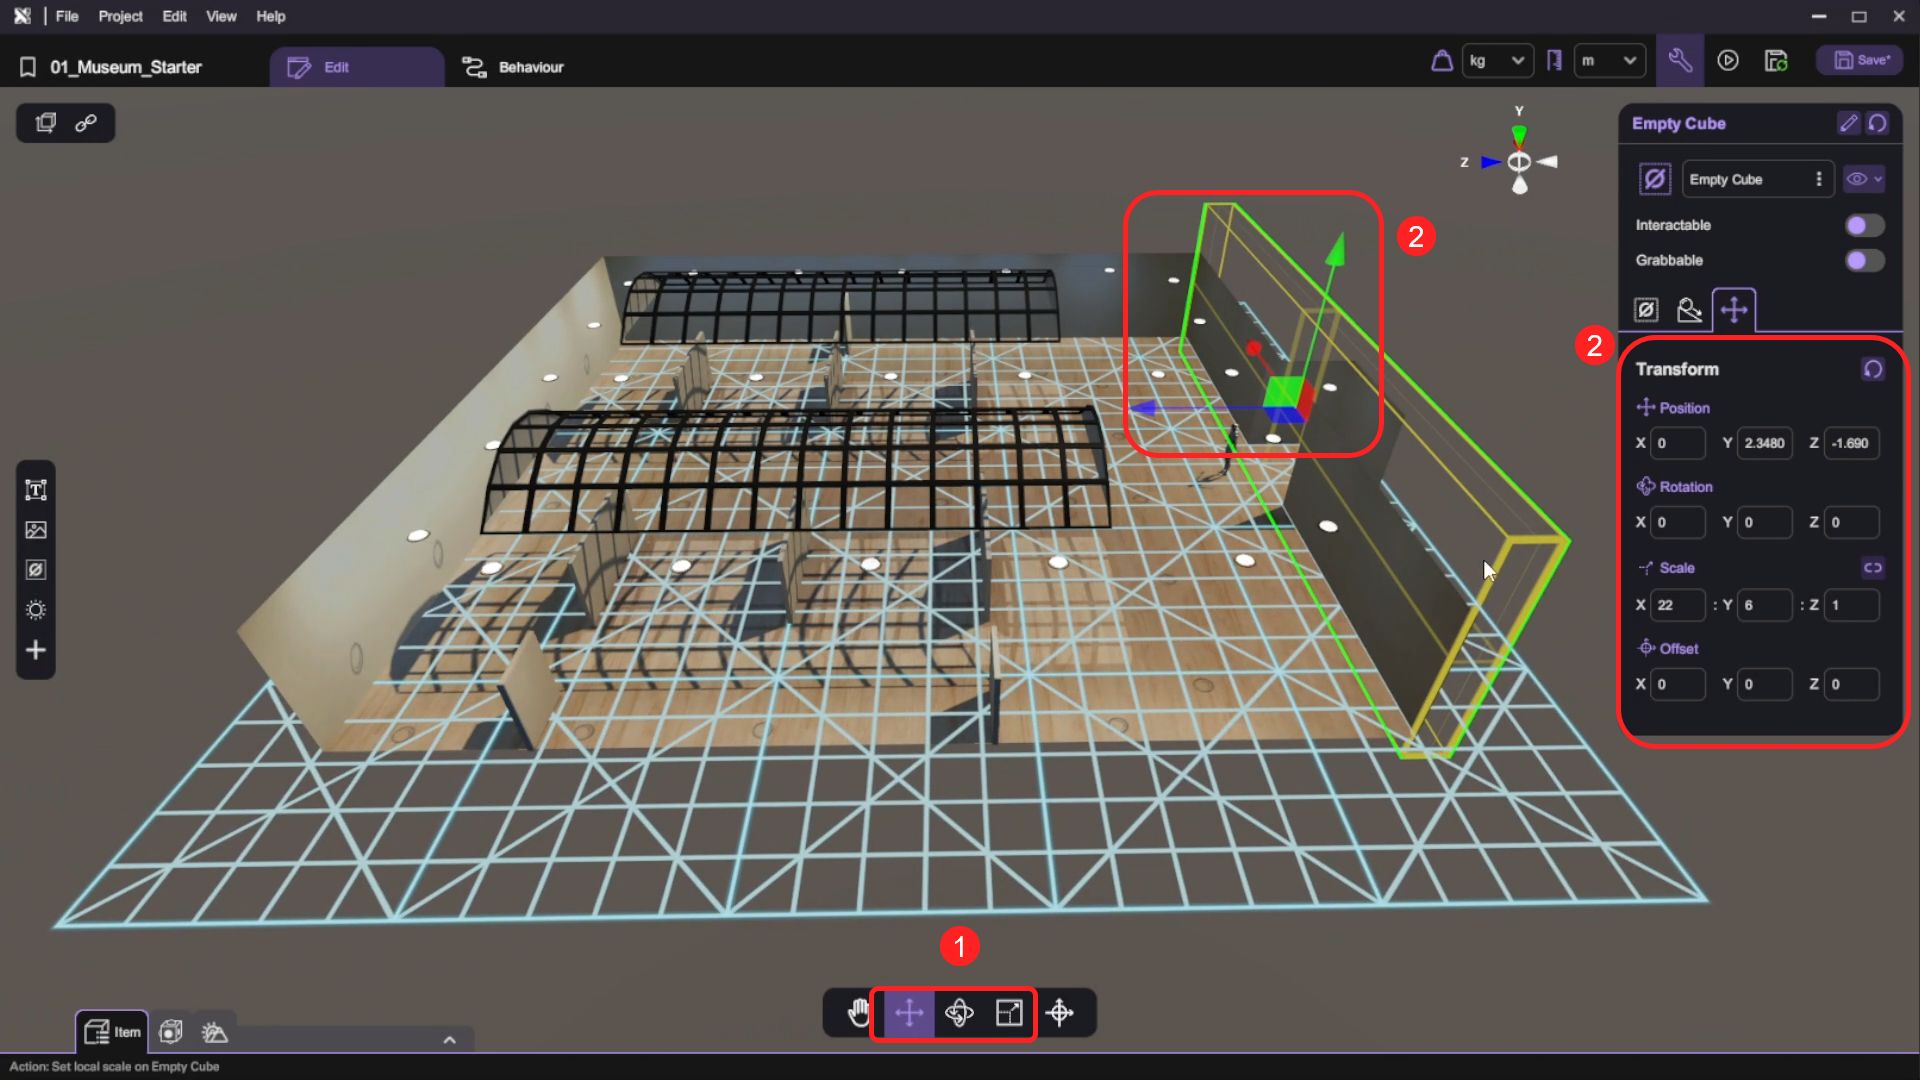 File Project Edit View Help
01_Museum_Starter Edit Behaviour kg m Save*
Y
Z
Empty Cube
Empty Cube
Interactable
Grabbable
2
2
Transform
Position
X 0 Y 2.3480 Z -1.690
Rotation
X 0 Y 0 Z 0
Scale
X 22 : Y 6 : Z 1
Offset
X 0 Y 0 Z 0
1
Item
Action: Set local scale on Empty Cube